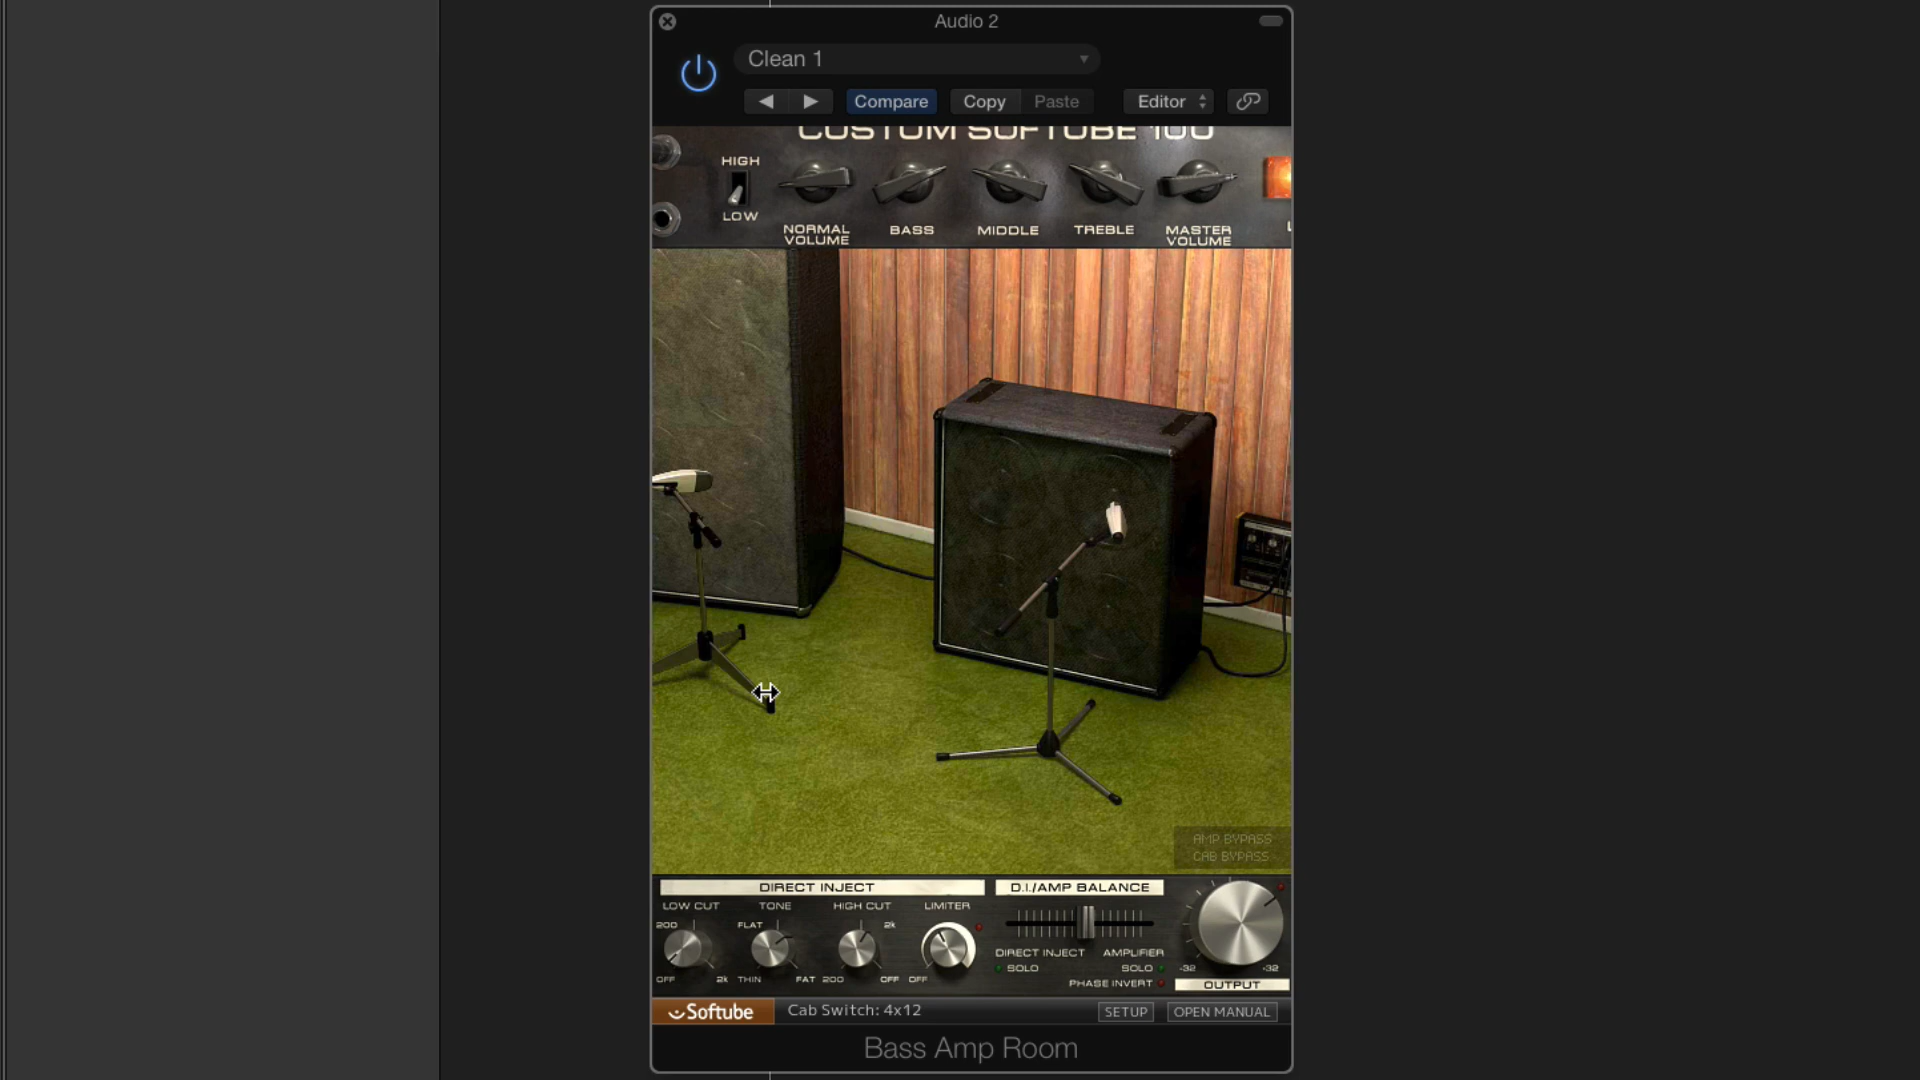 Audio 2
Clean 1
Compare
Copy
Paste
Editor
CUSTOM SOFTUBE 100
HIGH
LOW
NORMAL VOLUME
BASS
MIDDLE
TREBLE
MASTER VOLUME
AMP BYPASS
CAB BYPASS
DIRECT INJECT
D.I./AMP BALANCE
LOW CUT
TONE
HIGH CUT
LIMITER
200
FLAT
2k
OFF
2k
THIN
FAT
200
OFF
OFF
DIRECT INJECT
AMPLIFIER
SOLO
SOLO
PHASE INVERT
-32
-32
OUTPUT
Softube
Cab Switch: 4x12
SETUP
OPEN MANUAL
Bass Amp Room